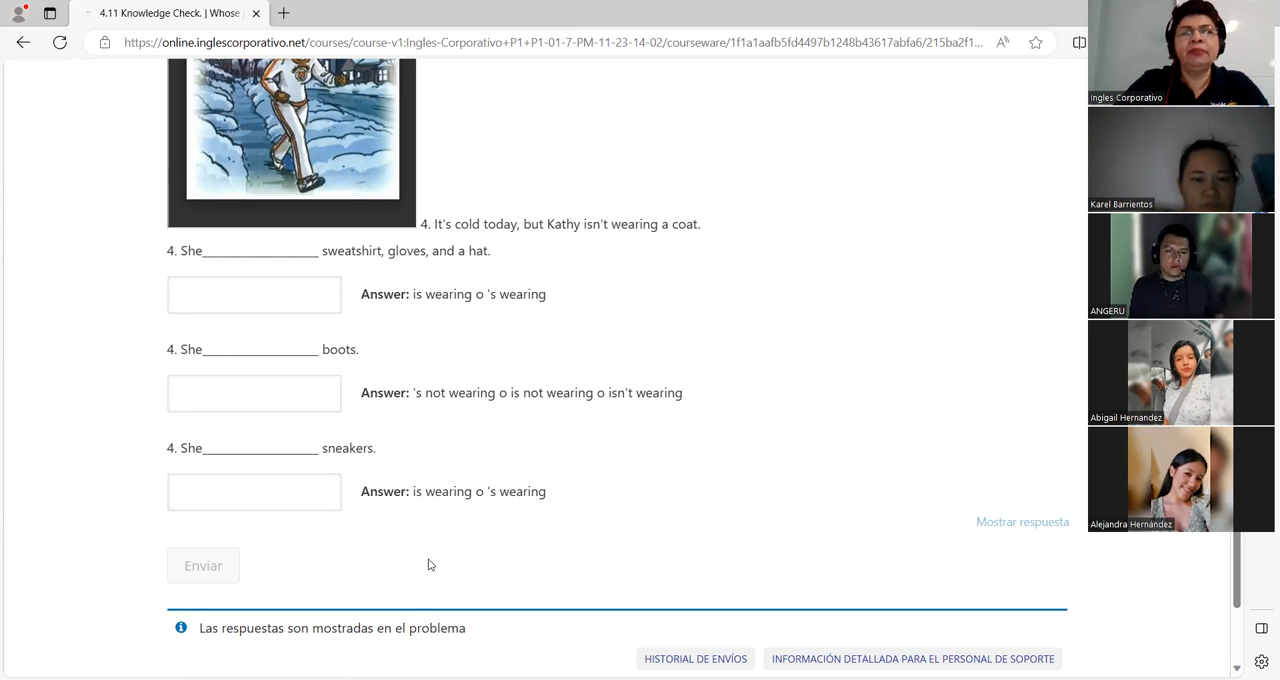 4.11 Knowledge Check. | Whose
https://online.inglescorporativo.net/courses/course-v1:Ingles-Corporativo+P1+P1-01-7-PM-11-23-14-02/courseware/1f1a1aafb5fd4497b1248b43617abfa6/215ba2f1...
Ingles Corporativo
Karel Barrientos
ANGERU
Abigail Hernandez
Alejandra Hernández
4. It's cold today, but Kathy isn't wearing a coat.
4. She__________________ sweatshirt, gloves, and a hat.
Answer: is wearing o 's wearing
4. She__________________ boots.
Answer: 's not wearing o is not wearing o isn't wearing
4. She__________________ sneakers.
Answer: is wearing o 's wearing
Mostrar respuesta
Enviar
Las respuestas son mostradas en el problema
HISTORIAL DE ENVÍOS
INFORMACIÓN DETALLADA PARA EL PERSONAL DE SOPORTE